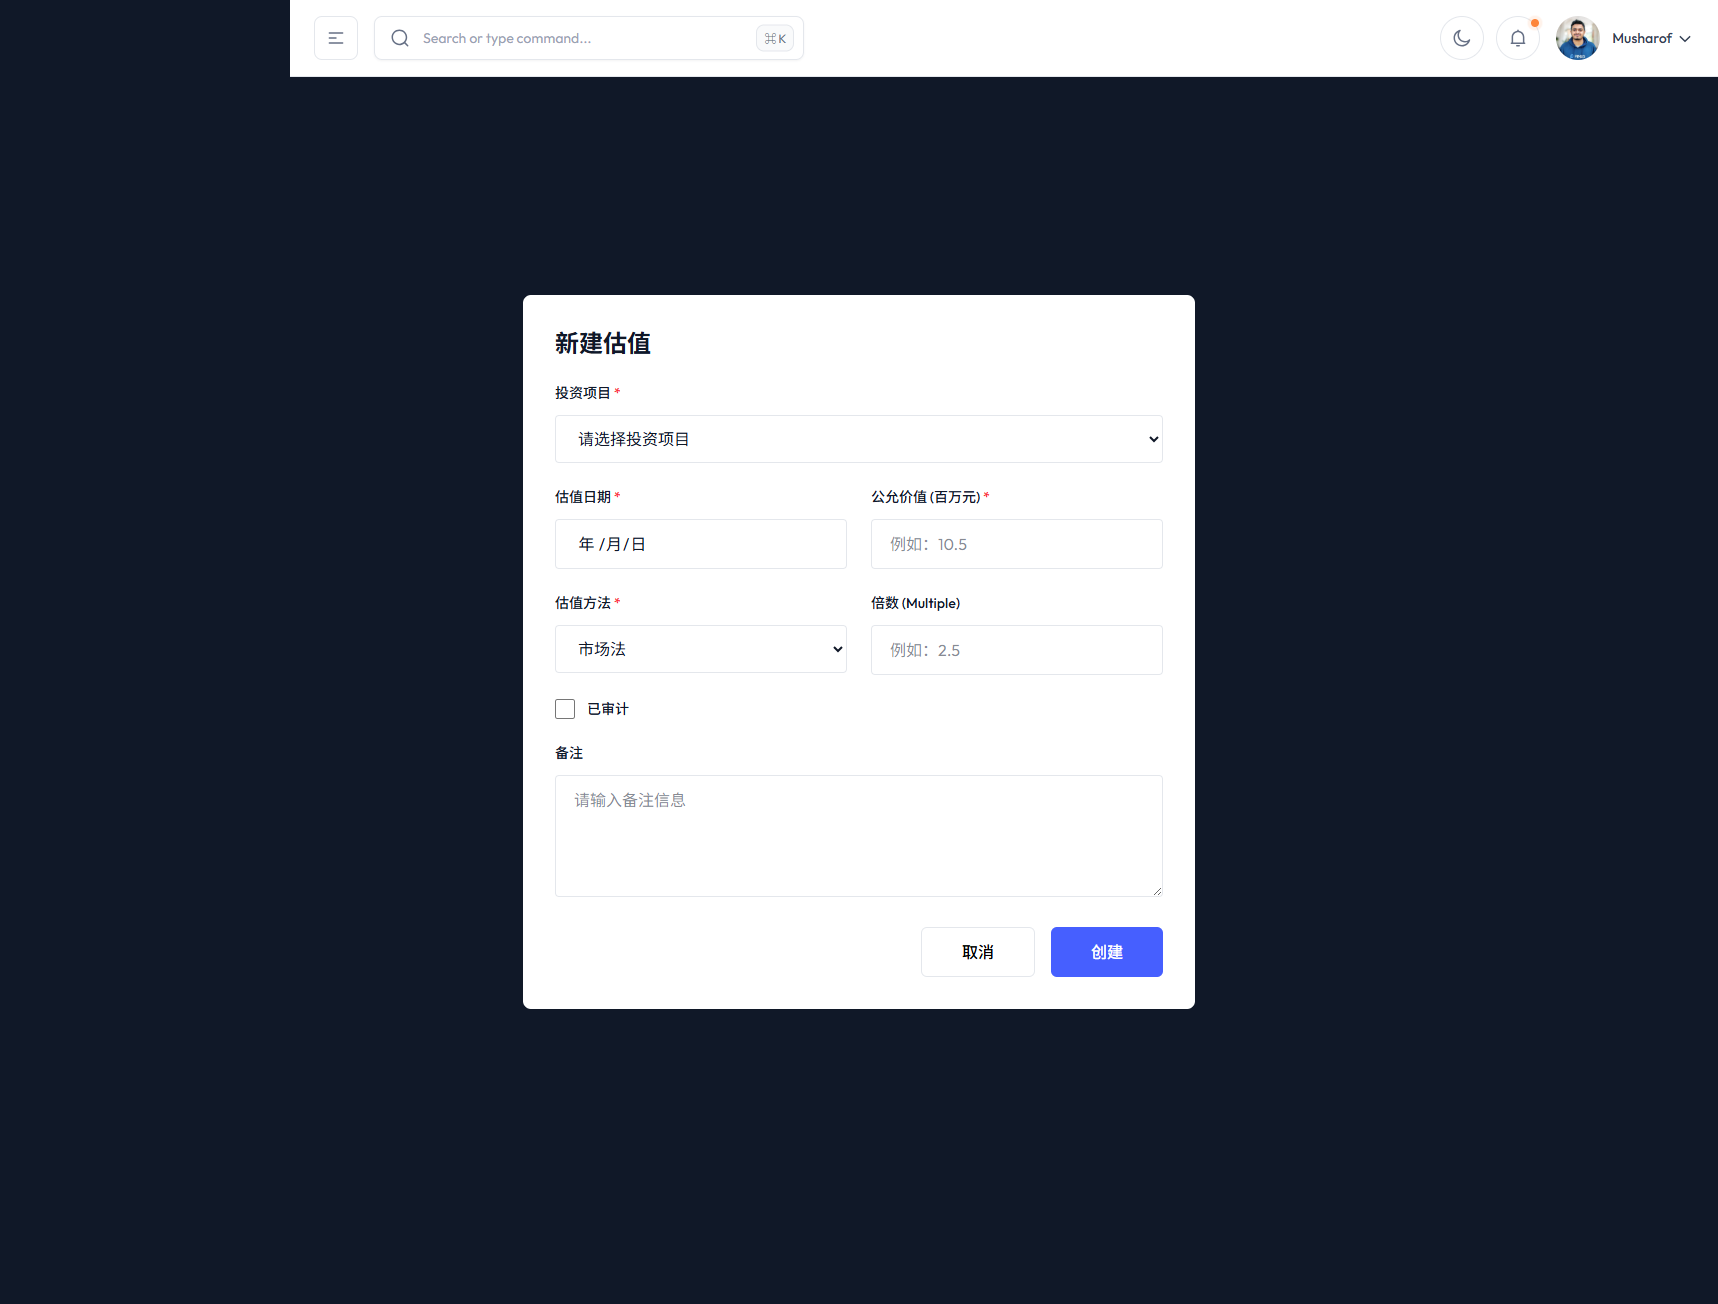 Search or type command...
⌘K
Musharof
新建估值
投资项目 *
请选择投资项目
估值日期 *
公允价值 (百万元) *
年 /月/日
例如：10.5
估值方法 *
倍数 (Multiple)
市场法
例如：2.5
已审计
备注
请输入备注信息
取消
创建